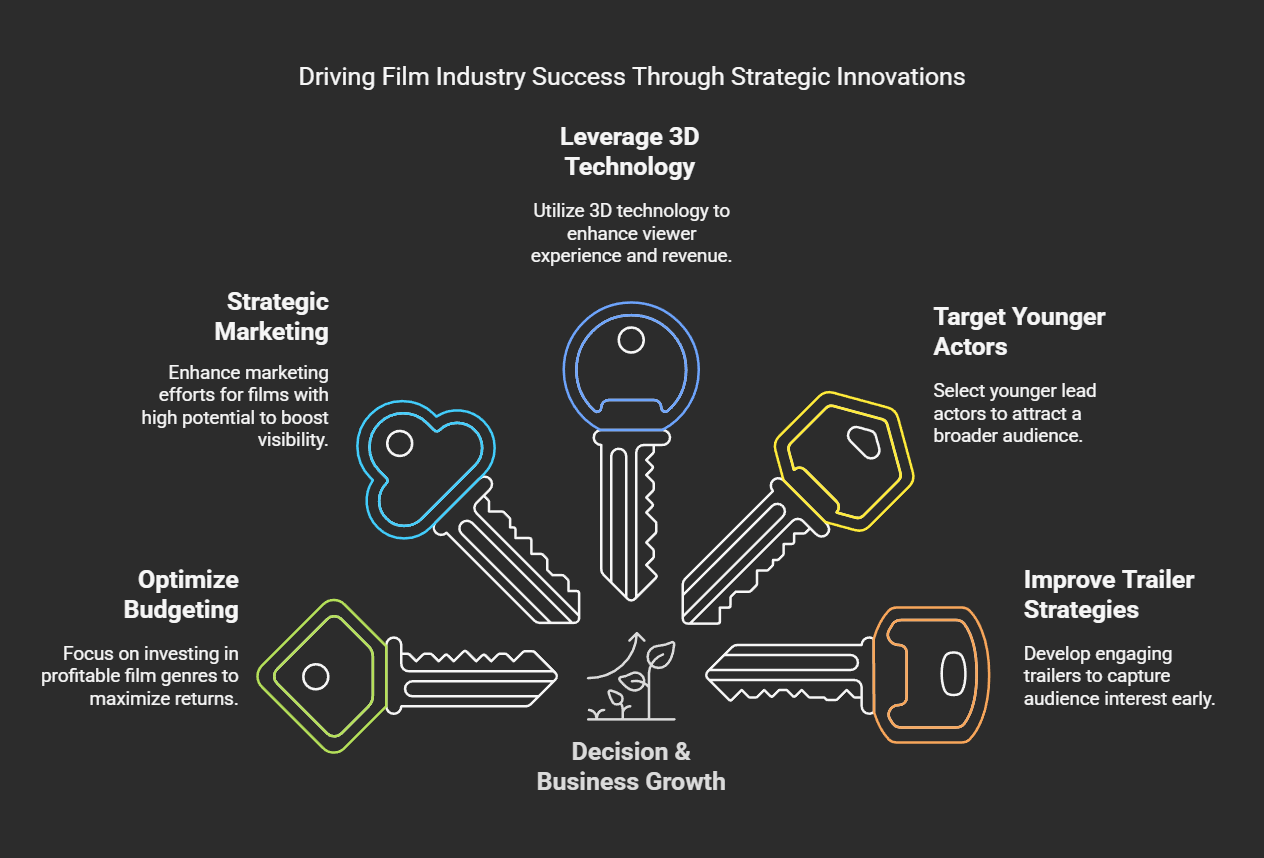 Driving Film Industry Success Through Strategic Innovations
Leverage 3D
Technology
Utilize 3D technology to
enhance viewer
experience and revenue.
Strategic
Marketing
Enhance marketing
efforts for films with
high potential to boost
visibility.
Target Younger
Actors
Select younger lead
actors to attract a
broader audience.
Optimize
Budgeting
Focus on investing in
profitable film genres to
maximize returns.
Improve Trailer
Strategies
Develop engaging
trailers to capture
audience interest early.
Decision &
Business Growth